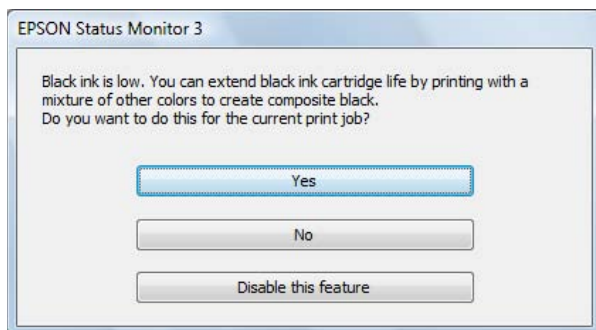 EPSON Status Monitor 3
Black ink is low. You can extend black ink cartridge life by printing with a
mixture of other colors to create composite black.
Do you want to do this for the current print job?
Yes
No
Disable this feature